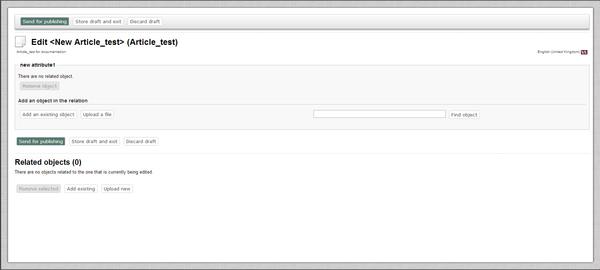 Send for publishing Store draft and exit Discard draft
Edit <New Article_test> (Article_test)
Article_test for documentation English (United Kingdom)
new attribute1
There are no related object.
Remove object
Add an object in the relation
Add an existing object Upload a file Find object
Send for publishing Store draft and exit Discard draft
Related objects (0)
There are no objects related to the one that is currently being edited.
Remove selected Add existing Upload new